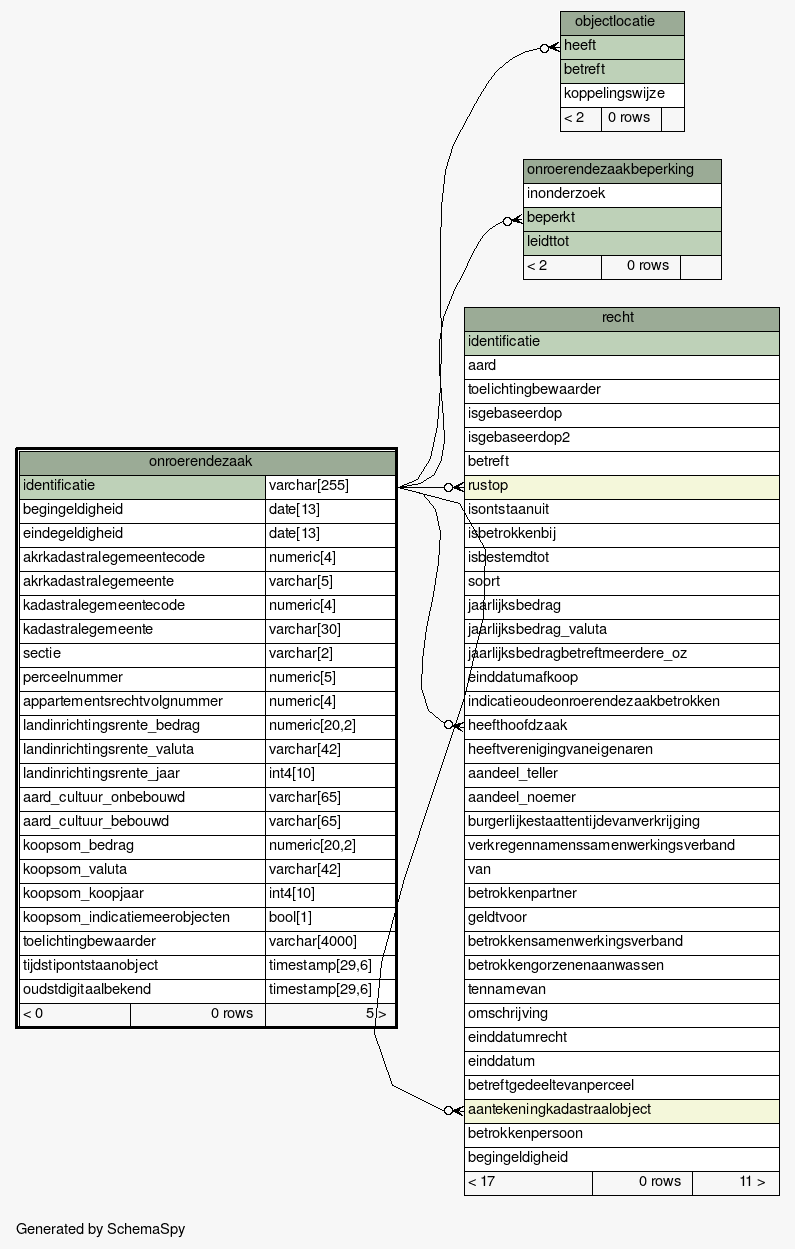 objectlocatie
heeft
betreft
koppelingswijze
< 2 0 rows
onroerendezaakbeperking
inonderzoek
beperkt
leidttot
< 2 0 rows
recht
identificatie
aard
toelichtingbewaarder
isgebaseerdop
isgebaseerdop2
betreft
rustop
isontstaanuit
isbetrokkenbij
isbestemdtot
soort
jaarlijksbedrag
jaarlijksbedrag_valuta
jaarlijksbedragbetreftmeerdere_oz
einddatumafkoop
indicatieoudeonroerendezaakbetrokken
heefthoofdzaak
heeftverenigingvaneigenaren
aandeel_teller
aandeel_noemer
burgerlijkestaattentijdevanverkrijging
verkregennamenssamenwerkingsverband
van
betrokkenpartner
geldtvoor
betrokkensamenwerkingsverband
betrokkengorzenenaanwassen
tennamevan
omschrijving
einddatumrecht
einddatum
betreftgedeeltevanperceel
aantekeningkadastraalobject
betrokkenpersoon
begingeldigheid
< 17 0 rows 11 >
onroerendezaak
identificatie varchar[255]
begingeldigheid date[13]
eindegeldigheid date[13]
akrkadastralegemeentecode numeric[4]
akrkadastralegemeente varchar[5]
kadastralegemeentecode numeric[4]
kadastralegemeente varchar[30]
sectie varchar[2]
perceelnummer numeric[5]
appartementsrechtvolgnummer numeric[4]
landinrichtingsrente_bedrag numeric[20,2]
landinrichtingsrente_valuta varchar[42]
landinrichtingsrente_jaar int4[10]
aard_cultuur_onbebouwd varchar[65]
aard_cultuur_bebouwd varchar[65]
koopsom_bedrag numeric[20,2]
koopsom_valuta varchar[42]
koopsom_koopjaar int4[10]
koopsom_indicatiemeerobjecten bool[1]
toelichtingbewaarder varchar[4000]
tijdstipontstaanobject timestamp[29,6]
oudstdigitaalbekend timestamp[29,6]
< 0 0 rows 5 >
Generated by SchemaSpy